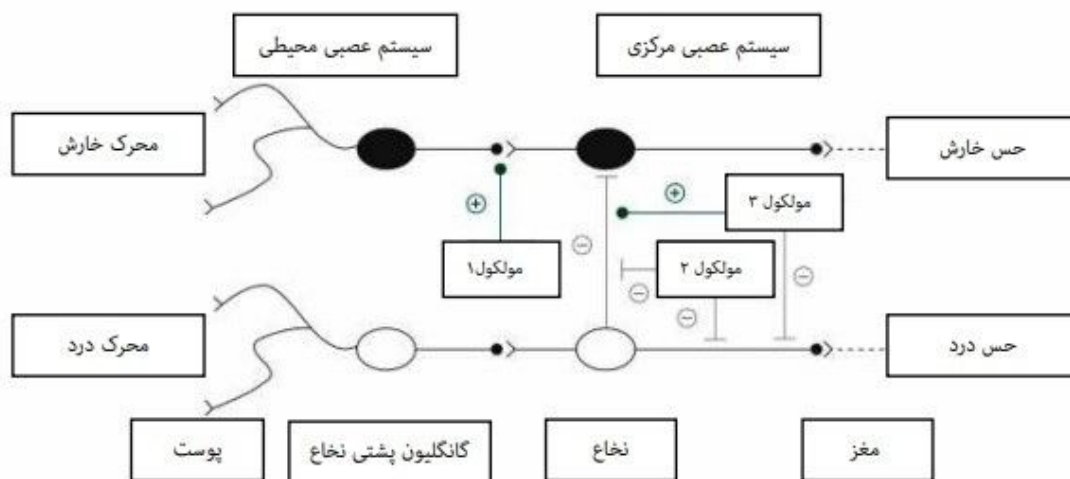 سیستم عصبی مرکزی
سیستم عصبی محیطی
حس خارش
محرک خارش
مولکول ۳
مولکول ۲
مولکول۱
حس درد
محرک درد
مغز
نخاع
گانگلیون پشتی نخاع
پوست